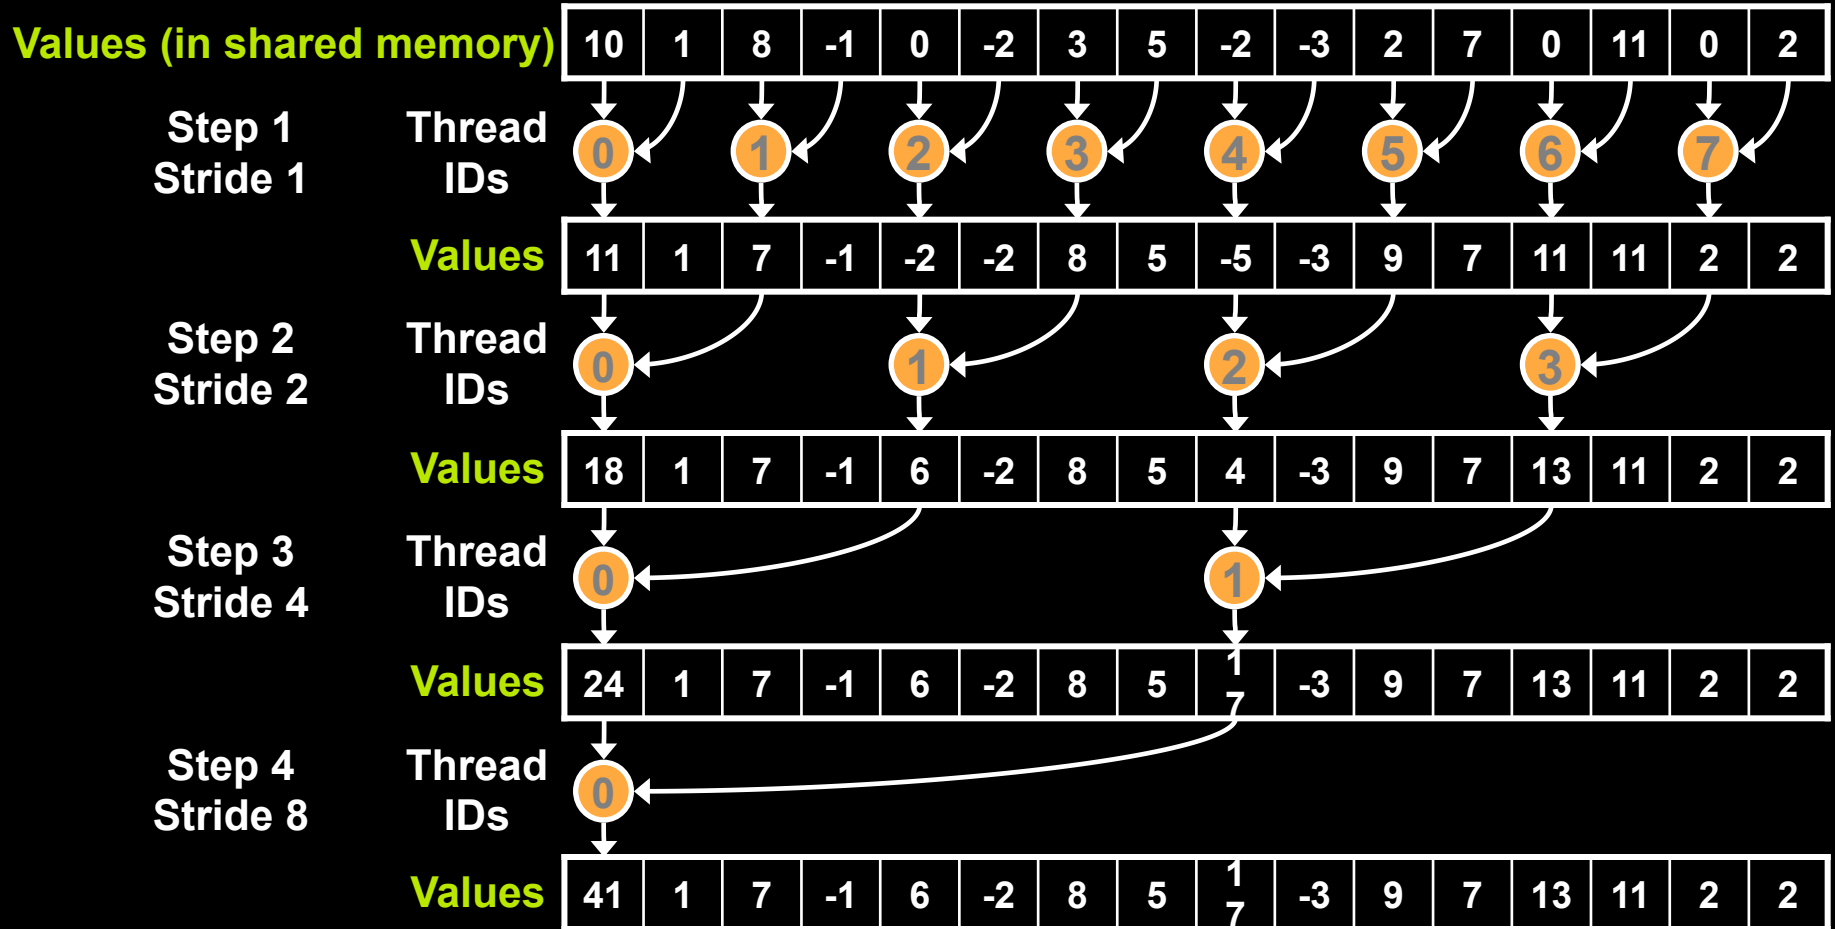 Values (in shared memory) 10 1 8 -1 0 -2 3 5 -2 -3 2 7 0 11 0 2
Step 1 Thread
Stride 1 IDs
0 1 2 3 4 5 6 7
Values 11 1 7 -1 -2 -2 8 5 -5 -3 9 7 11 11 2 2
Step 2 Thread
Stride 2 IDs
0 1 2 3
Values 18 1 7 -1 6 -2 8 5 4 -3 9 7 13 11 2 2
Step 3 Thread
Stride 4 IDs
0 1
Values 24 1 7 -1 6 -2 8 5 17 -3 9 7 13 11 2 2
Step 4 Thread
Stride 8 IDs
0
Values 41 1 7 -1 6 -2 8 5 17 -3 9 7 13 11 2 2